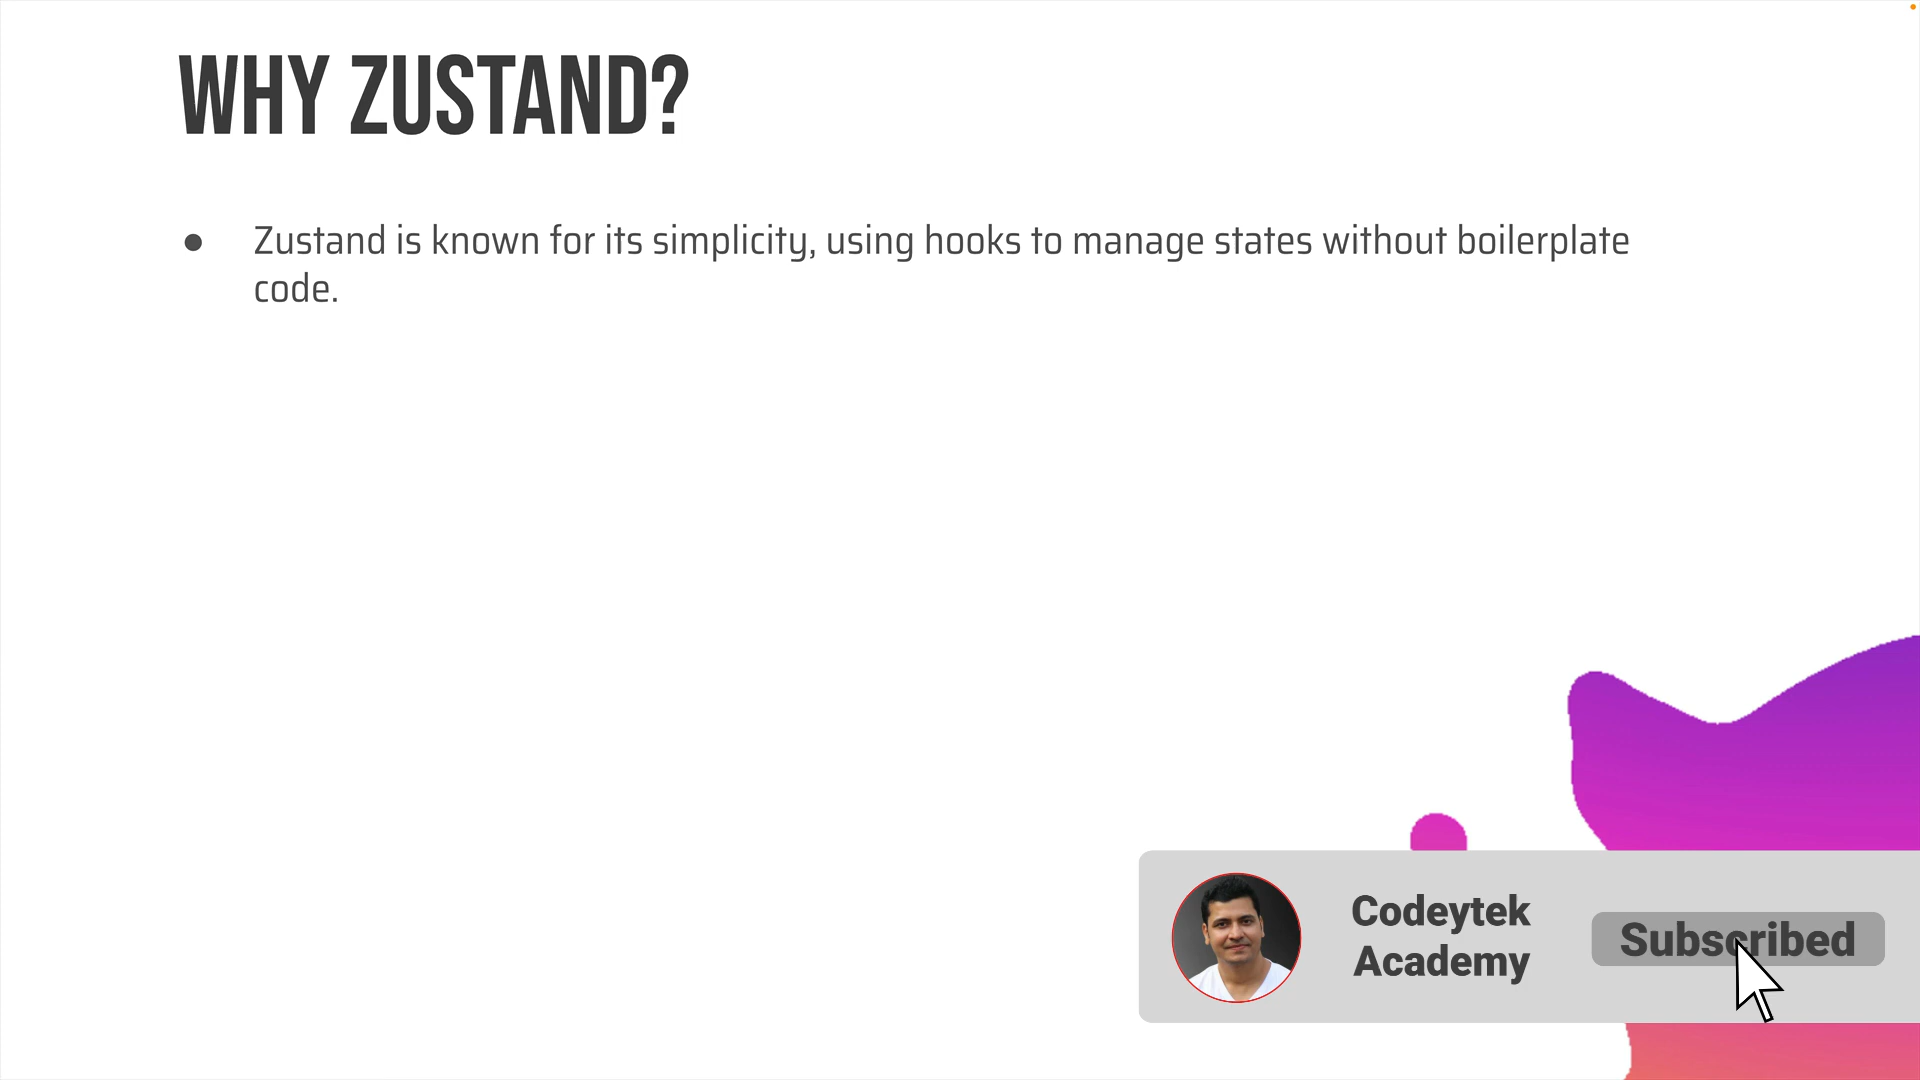 WHY ZUSTAND?
● Zustand is known for its simplicity, using hooks to manage states without boilerplate
code.
Codeytek
Academy
Subscribed